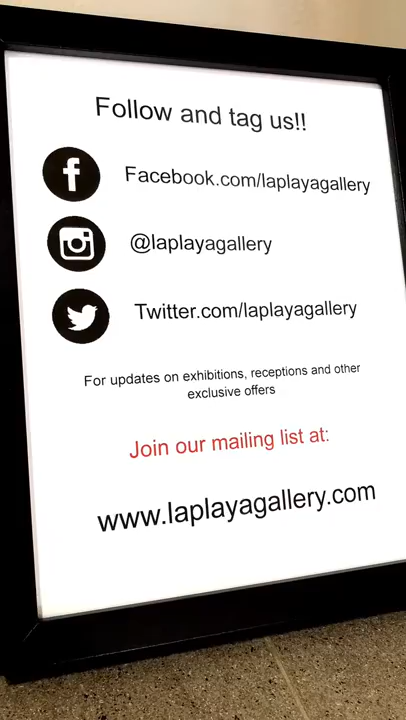 Follow and tag us!!
Facebook.com/laplayagallery
@laplayagallery
Twitter.com/laplayagallery
For updates on exhibitions, receptions and other
exclusive offers
Join our mailing list at:
www.laplayagallery.com